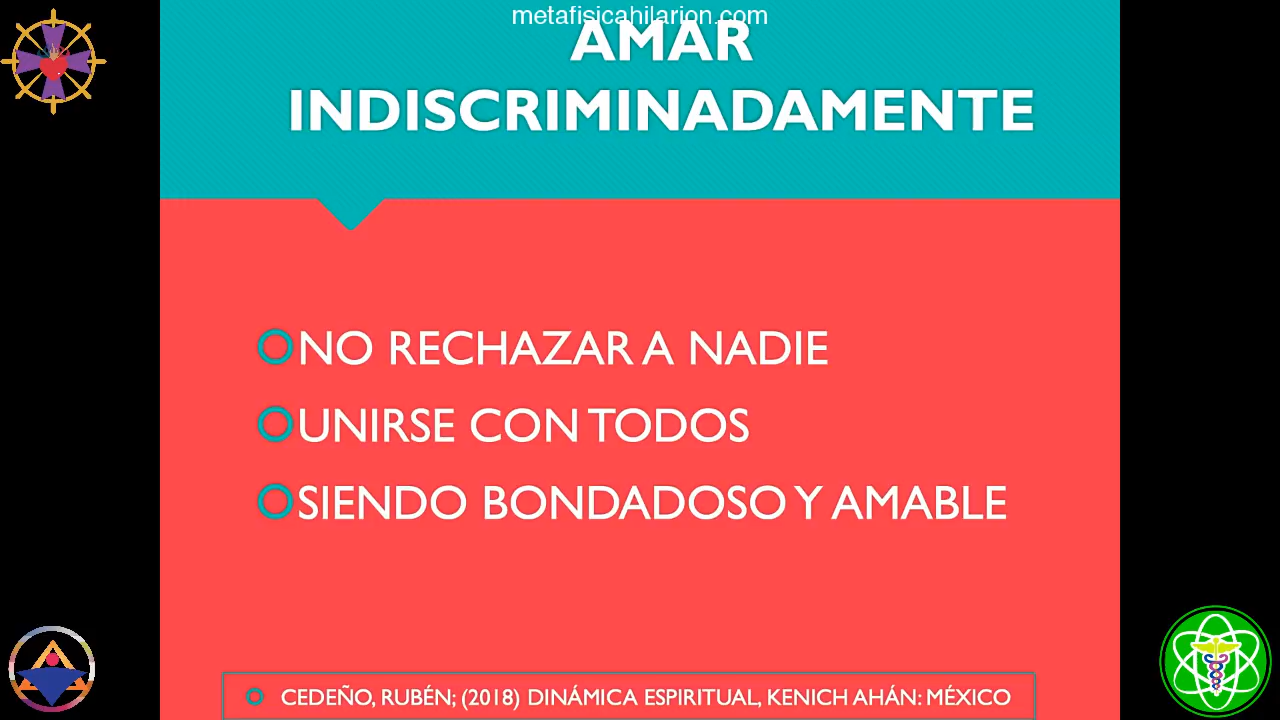 metafisicahilarion.com
AMAR
INDISCRIMINADAMENTE
NO RECHAZAR A NADIE
UNIRSE CON TODOS
SIENDO BONDADOSO Y AMABLE
CEDEÑO, RUBÉN; (2018) DINÁMICA ESPIRITUAL, KENICH AHÁN: MÉXICO